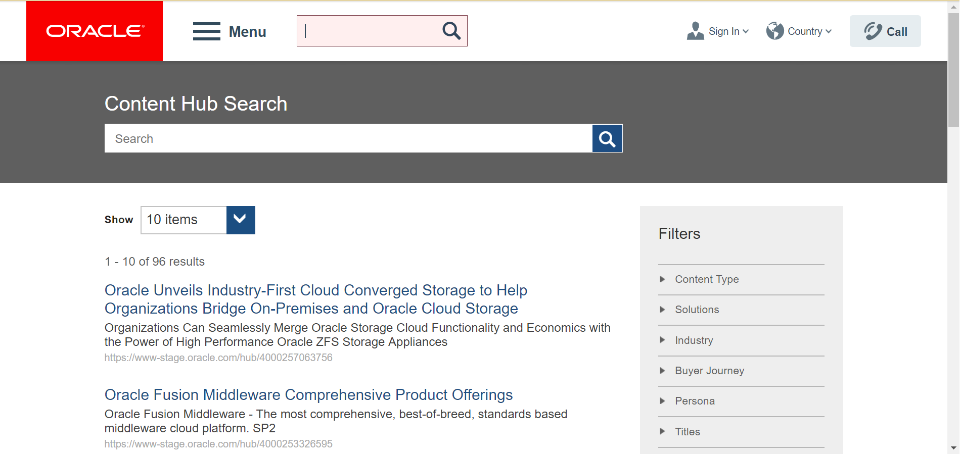 ORACLE®
Menu
Sign In
Country
Call
Content Hub Search
Search
Show
10 items
1 - 10 of 96 results
Oracle Unveils Industry-First Cloud Converged Storage to Help
Organizations Bridge On-Premises and Oracle Cloud Storage
Organizations Can Seamlessly Merge Oracle Storage Cloud Functionality and Economics with
the Power of High Performance Oracle ZFS Storage Appliances
https://www-stage.oracle.com/hub/4000257063756
Oracle Fusion Middleware Comprehensive Product Offerings
Oracle Fusion Middleware - The most comprehensive, best-of-breed, standards based
middleware cloud platform. SP2
https://www-stage.oracle.com/hub/4000253326595
Filters
Content Type
Solutions
Industry
Buyer Journey
Persona
Titles